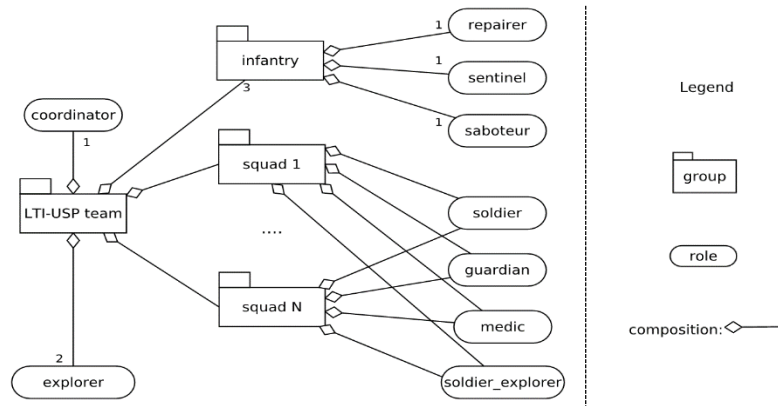 repairer
1
infantry
1
sentinel
3
1
saboteur
coordinator
1
squad 1
LTI-USP team
soldier
....
guardian
squad N
medic
2
explorer
soldier_explorer
Legend
group
role
composition: